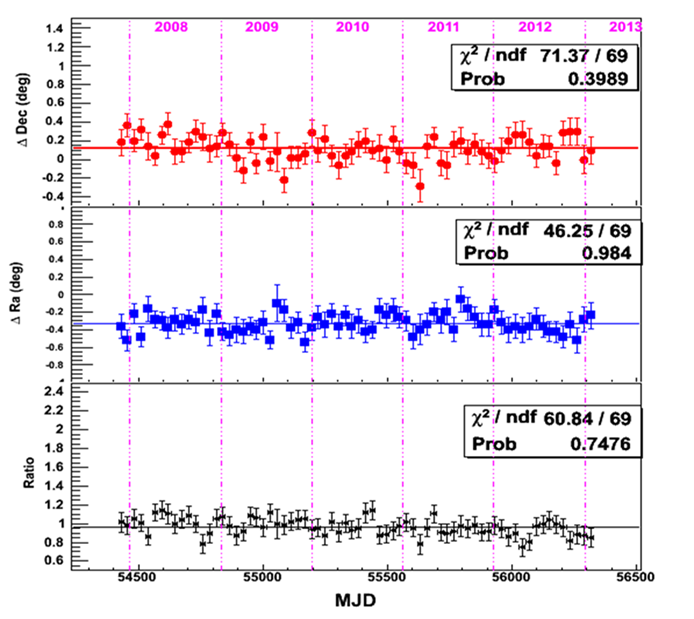 2008 2009 2010 2011 2012 2013
1.4
1.2
1
0.8
0.6
0.4
0.2
0
-0.2
-0.4
Δ Dec (deg)
χ² / ndf 71.37 / 69
Prob 0.3989
0.8
0.6
0.4
0.2
0
-0.2
-0.4
-0.6
-0.8
Δ Ra (deg)
χ² / ndf 46.25 / 69
Prob 0.984
2.4
2.2
2
1.8
1.6
1.4
1.2
1
0.8
0.6
Ratio
χ² / ndf 60.84 / 69
Prob 0.7476
54500 55000 55500 56000 56500
MJD